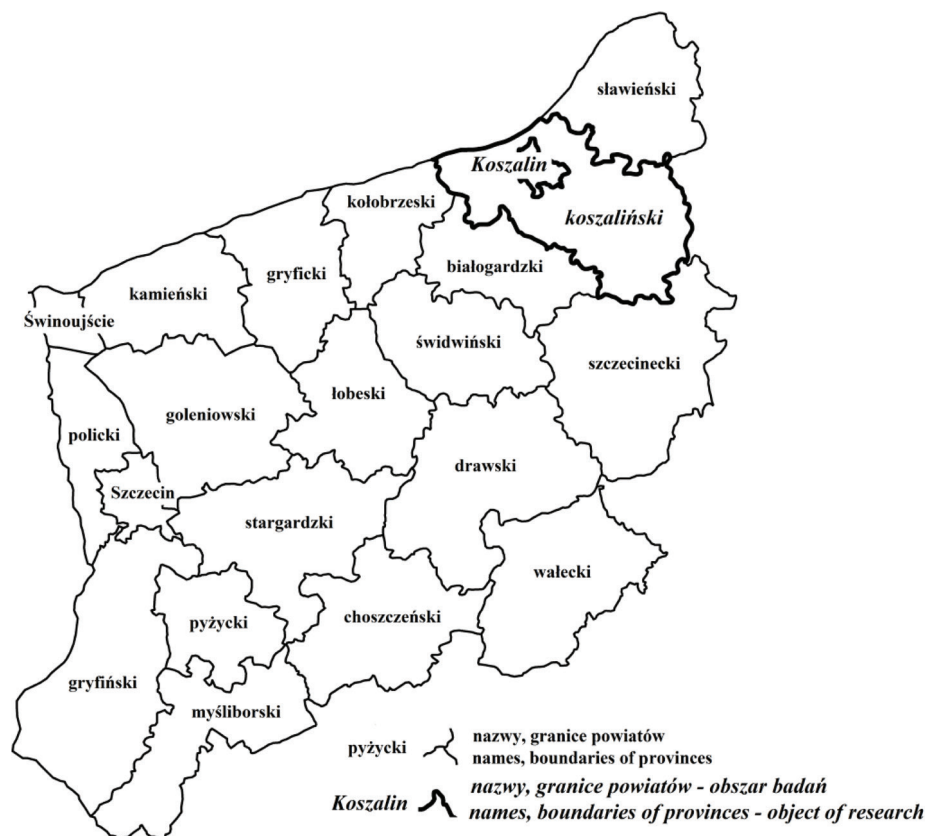 sławieński
Koszalin
koszaliński
kołobrzeski
białogardzki
gryficki
kamieński
Świnoujście
świdwiński
szczecinecki
łobeski
goleniowski
policki
drawski
Szczecin
stargardzki
wałecki
choszczeński
pyżycki
gryfiński
myśliborski
pyżycki
nazwy, granice powiatów
names, boundaries of provinces
Koszalin
nazwy, granice powiatów - obszar badań
names, boundaries of provinces - object of research